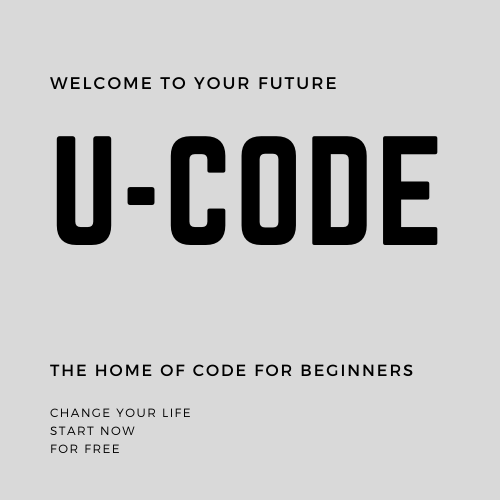 WELCOME TO YOUR FUTURE
U-CODE
THE HOME OF CODE FOR BEGINNERS
CHANGE YOUR LIFE
START NOW
FOR FREE